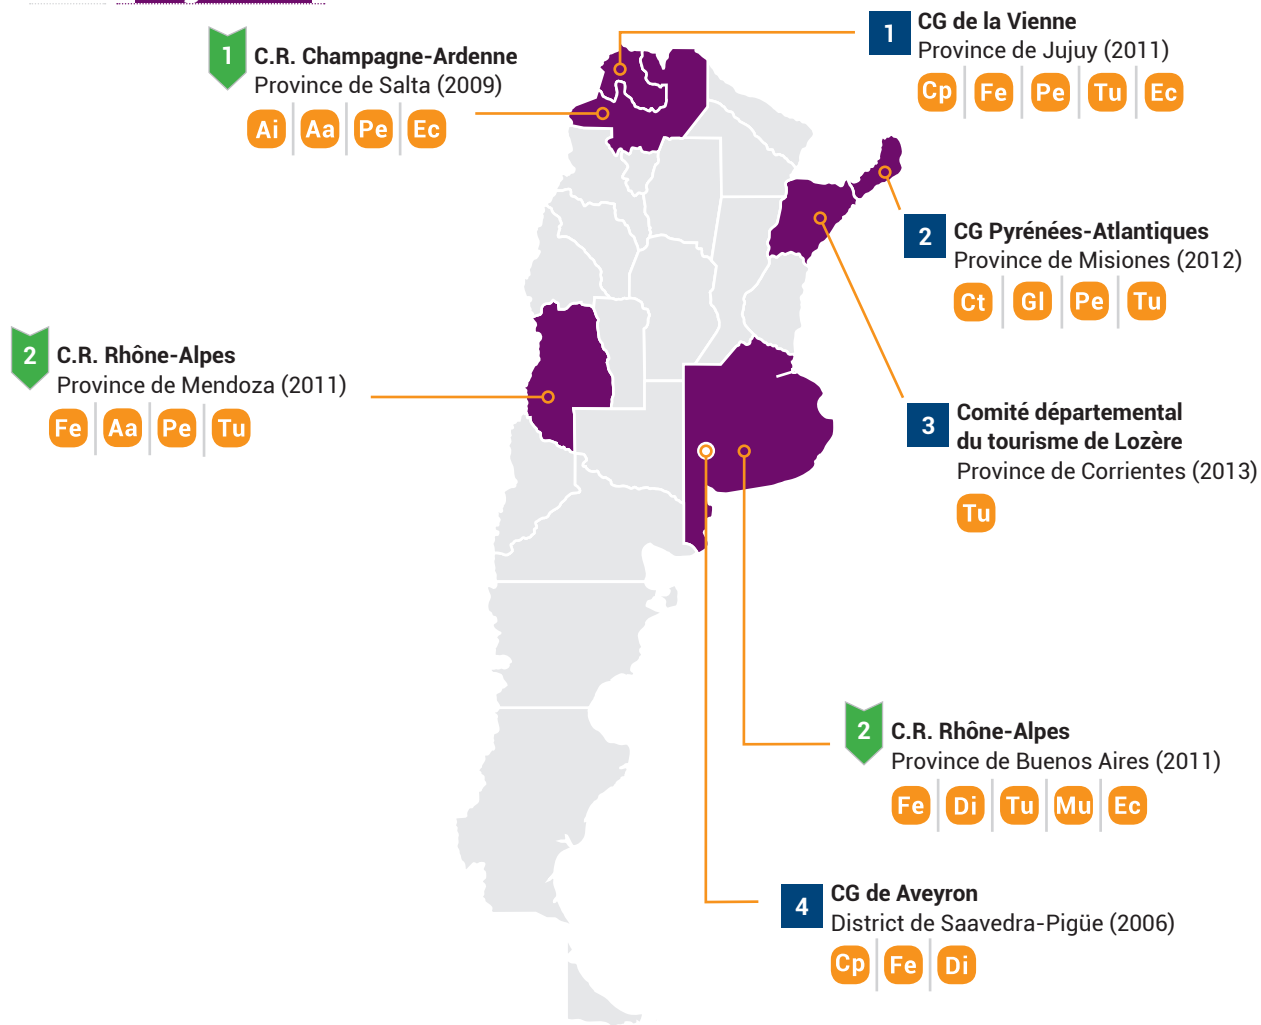 1
C.R. Champagne-Ardenne
Province de Salta (2009)
Ai Aa Pe Ec
1
CG de la Vienne
Province de Jujuy (2011)
Cp Fe Pe Tu Ec
2
CG Pyrénées-Atlantiques
Province de Misiones (2012)
Ct Gl Pe Tu
2
C.R. Rhône-Alpes
Province de Mendoza (2011)
Fe Aa Pe Tu
3
Comité départemental
du tourisme de Lozère
Province de Corrientes (2013)
Tu
2
C.R. Rhône-Alpes
Province de Buenos Aires (2011)
Fe Di Tu Mu Ec
4
CG de Aveyron
District de Saavedra-Pigüe (2006)
Cp Fe Di